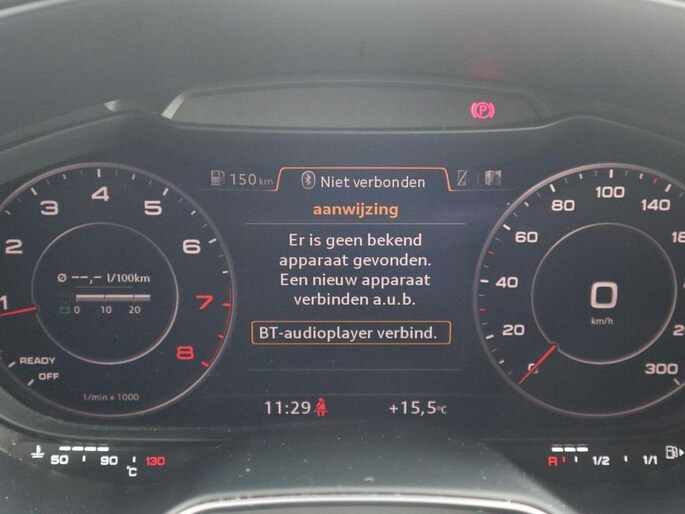 P
150 km
Niet verbonden
aanwijzing
Er is geen bekend
apparaat gevonden.
Een nieuw apparaat
verbinden a.u.b.
BT-audioplayer verbind.
1
2
3
4
5
6
7
8
READY
OFF
1/min x 1000
Ø --,- l/100km
0 10 20
0
20
40
60
80
100
120
140
300
0
km/h
11:29
+15,5°C
50 90 130
°C
R 1/2 1/1